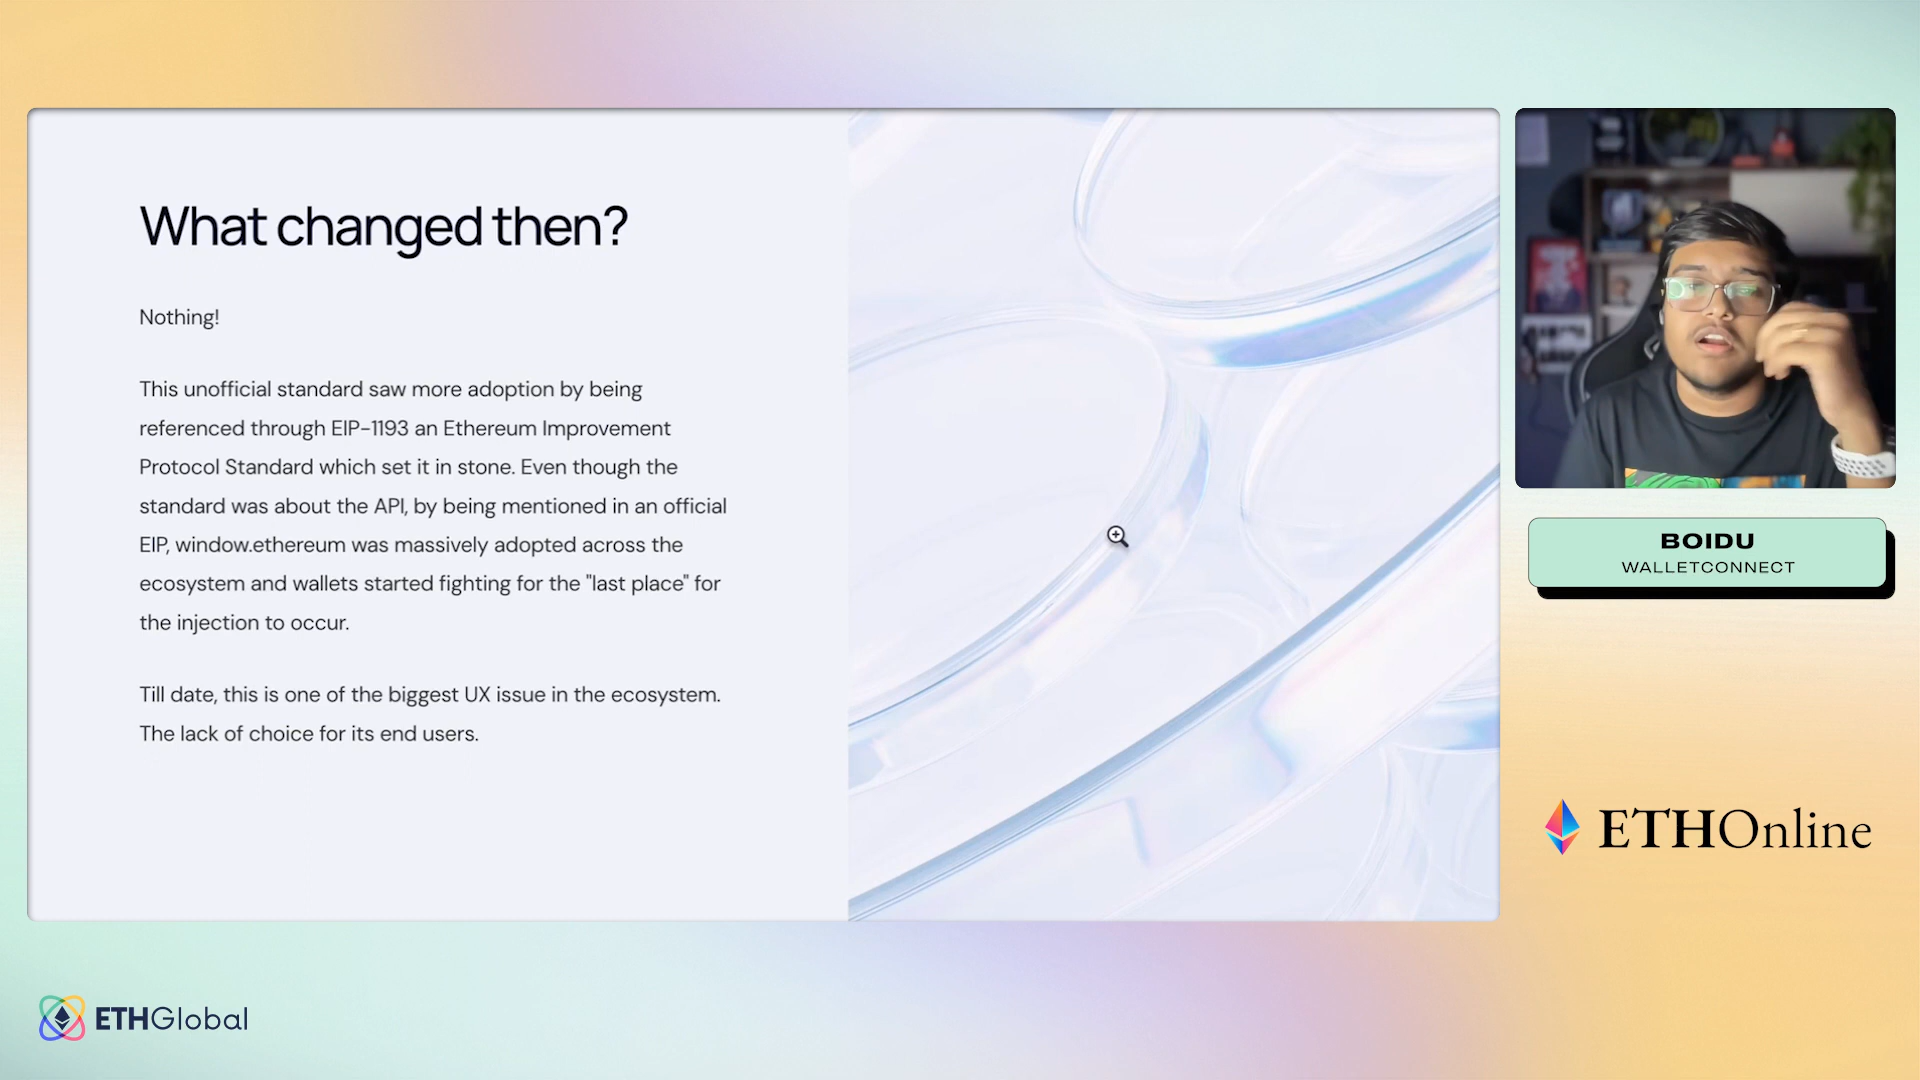 What changed then?
Nothing!
This unofficial standard saw more adoption by being
referenced through EIP-1193 an Ethereum Improvement
Protocol Standard which set it in stone. Even though the
standard was about the API, by being mentioned in an official
EIP, window.ethereum was massively adopted across the
ecosystem and wallets started fighting for the "last place" for
the injection to occur.
Till date, this is one of the biggest UX issue in the ecosystem.
The lack of choice for its end users.
BOIDU
WALLETCONNECT
ETHOnline
ETHGlobal